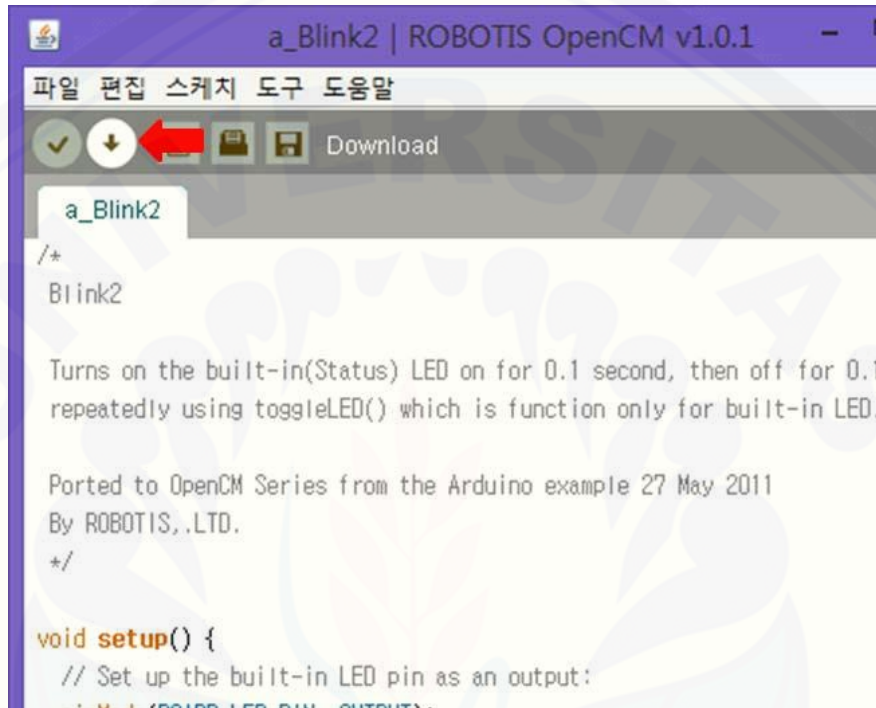 a_Blink2 | ROBOTIS OpenCM v1.0.1
파일 편집 스케치 도구 도움말
Download
a_Blink2
/*
Blink2
Turns on the built-in(Status) LED on for 0.1 second, then off for 0.1
repeatedly using toggleLED() which is function only for built-in LED.
Ported to OpenCM Series from the Arduino example 27 May 2011
By ROBOTIS,.LTD.
*/
void setup() {
// Set up the built-in LED pin as an output: